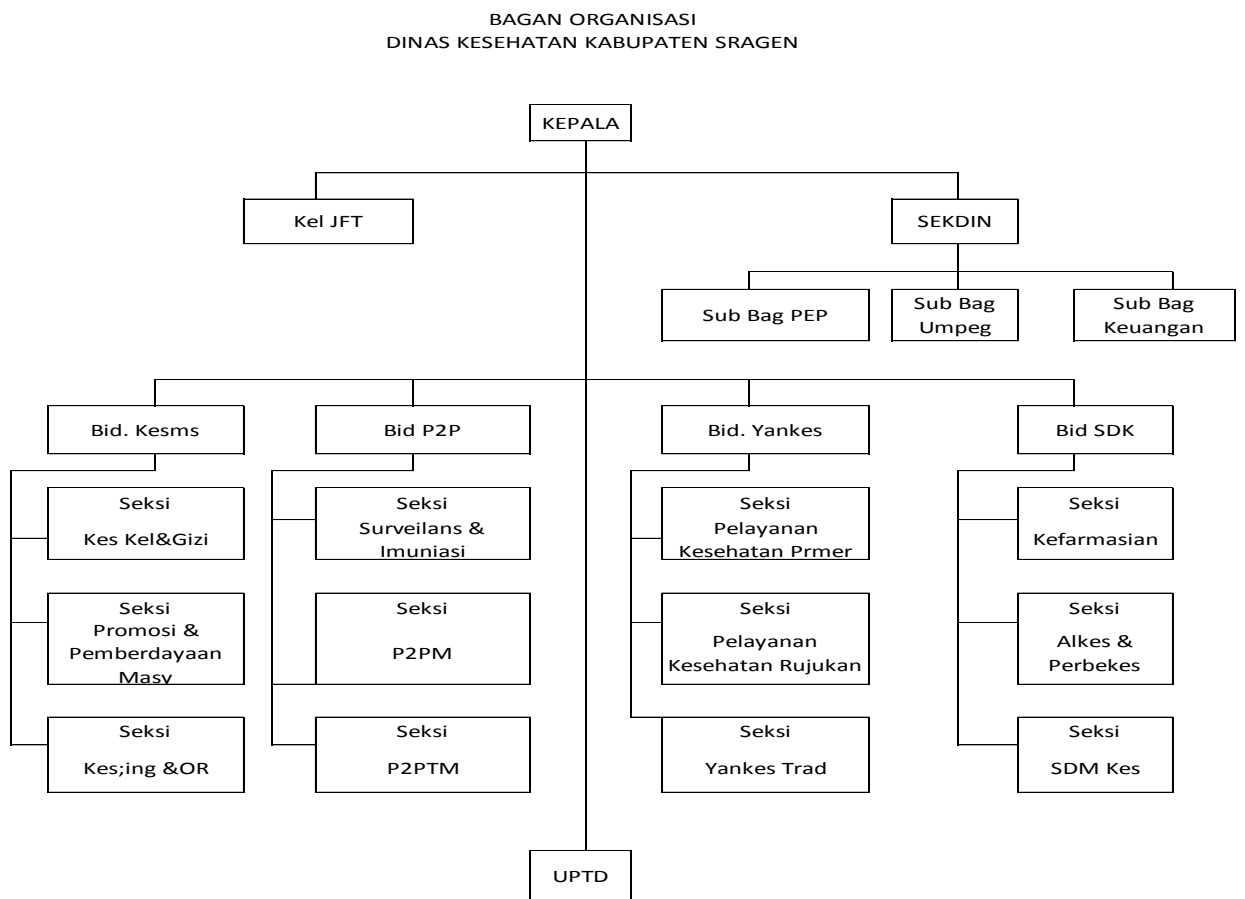 BAGAN ORGANISASI
DINAS KESEHATAN KABUPATEN SRAGEN
KEPALA
Kel JFT
SEKDIN
Sub Bag PEP
Sub Bag
Umpeg
Sub Bag
Keuangan
Bid. Kesms
Bid P2P
Bid. Yankes
Bid SDK
Seksi
Kes Kel&Gizi
Seksi
Surveilans &
Imuniasi
Seksi
Pelayanan
Kesehatan Prmer
Seksi
Kefarmasian
Seksi
Promosi &
Pemberdayaan
Masy
Seksi
P2PM
Seksi
Pelayanan
Kesehatan Rujukan
Seksi
Alkes &
Perbekes
Seksi
Kes;ing &OR
Seksi
P2PTM
Seksi
Yankes Trad
Seksi
SDM Kes
UPTD